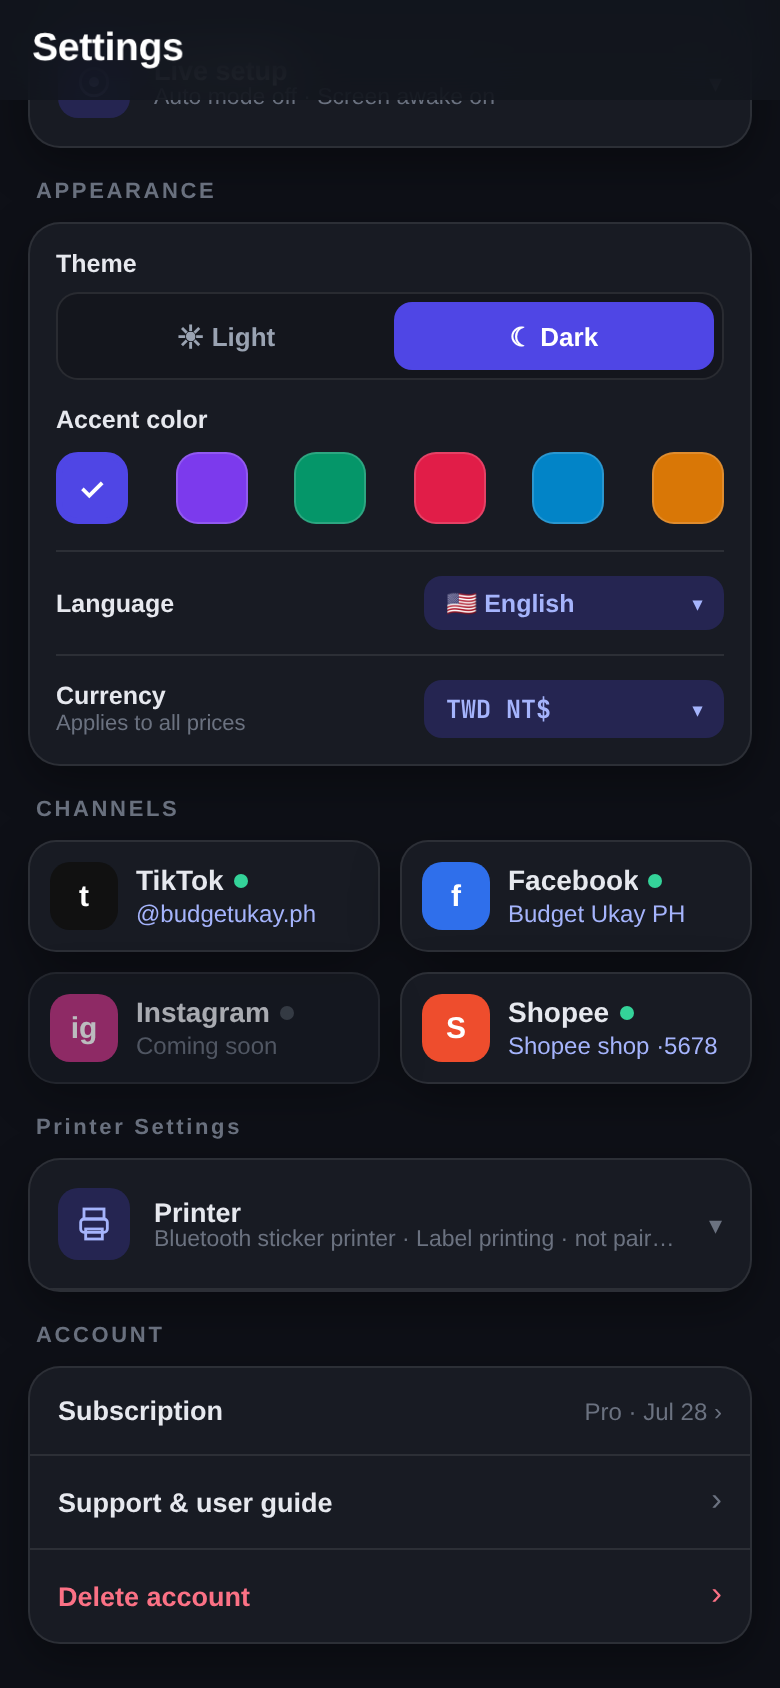 Settings
Live setup
Auto mode off · Screen awake on
APPEARANCE
Theme
Light
Dark
Accent color
Language
English
Currency
Applies to all prices
TWD NT$
CHANNELS
t
TikTok
@budgetukay.ph
f
Facebook
Budget Ukay PH
ig
Instagram
Coming soon
S
Shopee
Shopee shop ·5678
Printer Settings
Printer
Bluetooth sticker printer · Label printing · not pair…
ACCOUNT
Subscription
Pro · Jul 28 ›
Support & user guide
Delete account